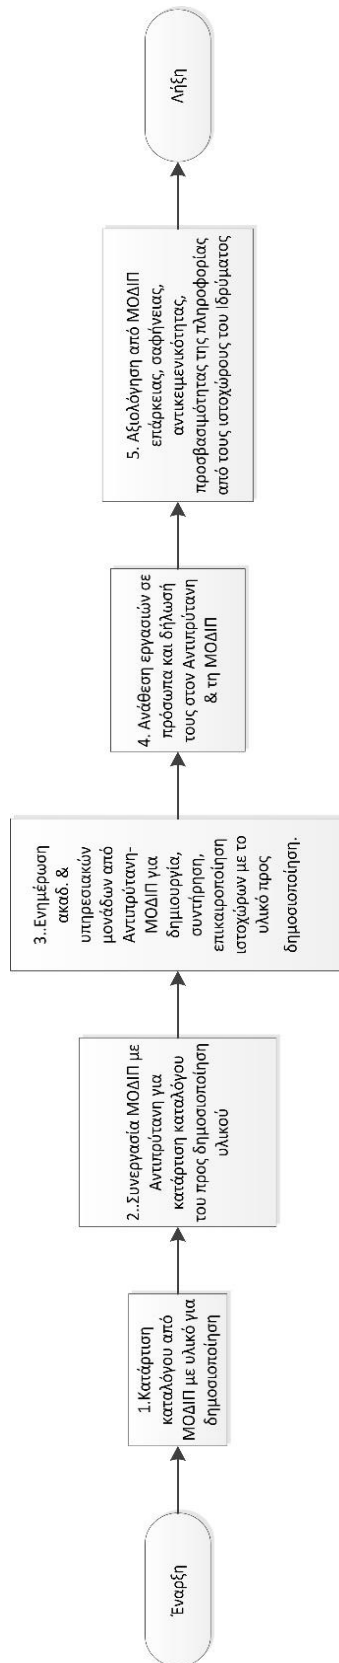 Έναρξη
1.Κατάρτιση
καταλόγου από
ΜΟΔΙΠ με υλικό για
δημοσιοποίηση
2..Συνεργασία ΜΟΔΙΠ με
Αντιπρύτανη για
κατάρτιση καταλόγου
του προς δημοσιοποίηση
υλικού
3..Ενημέρωση
ακαδ. &
υπηρεσιακών
μονάδων από
Αντιπρύτανη-
ΜΟΔΙΠ για
δημιουργία,
συντήρηση,
επικαιροποίηση
ιστοχώρων με το
υλικό προς
δημοσιοποίηση.
4. Ανάθεση εργασιών σε
πρόσωπα και δήλωσή
τους στον Αντιπρύτανη
& τη ΜΟΔΙΠ
5. Αξιολόγηση από ΜΟΔΙΠ
επάρκειας, σαφήνειας,
αντικειμενικότητας,
προσβασιμότητας της πληροφορίας
από τους ιστοχώρους του Ιδρύματος
Λήξη